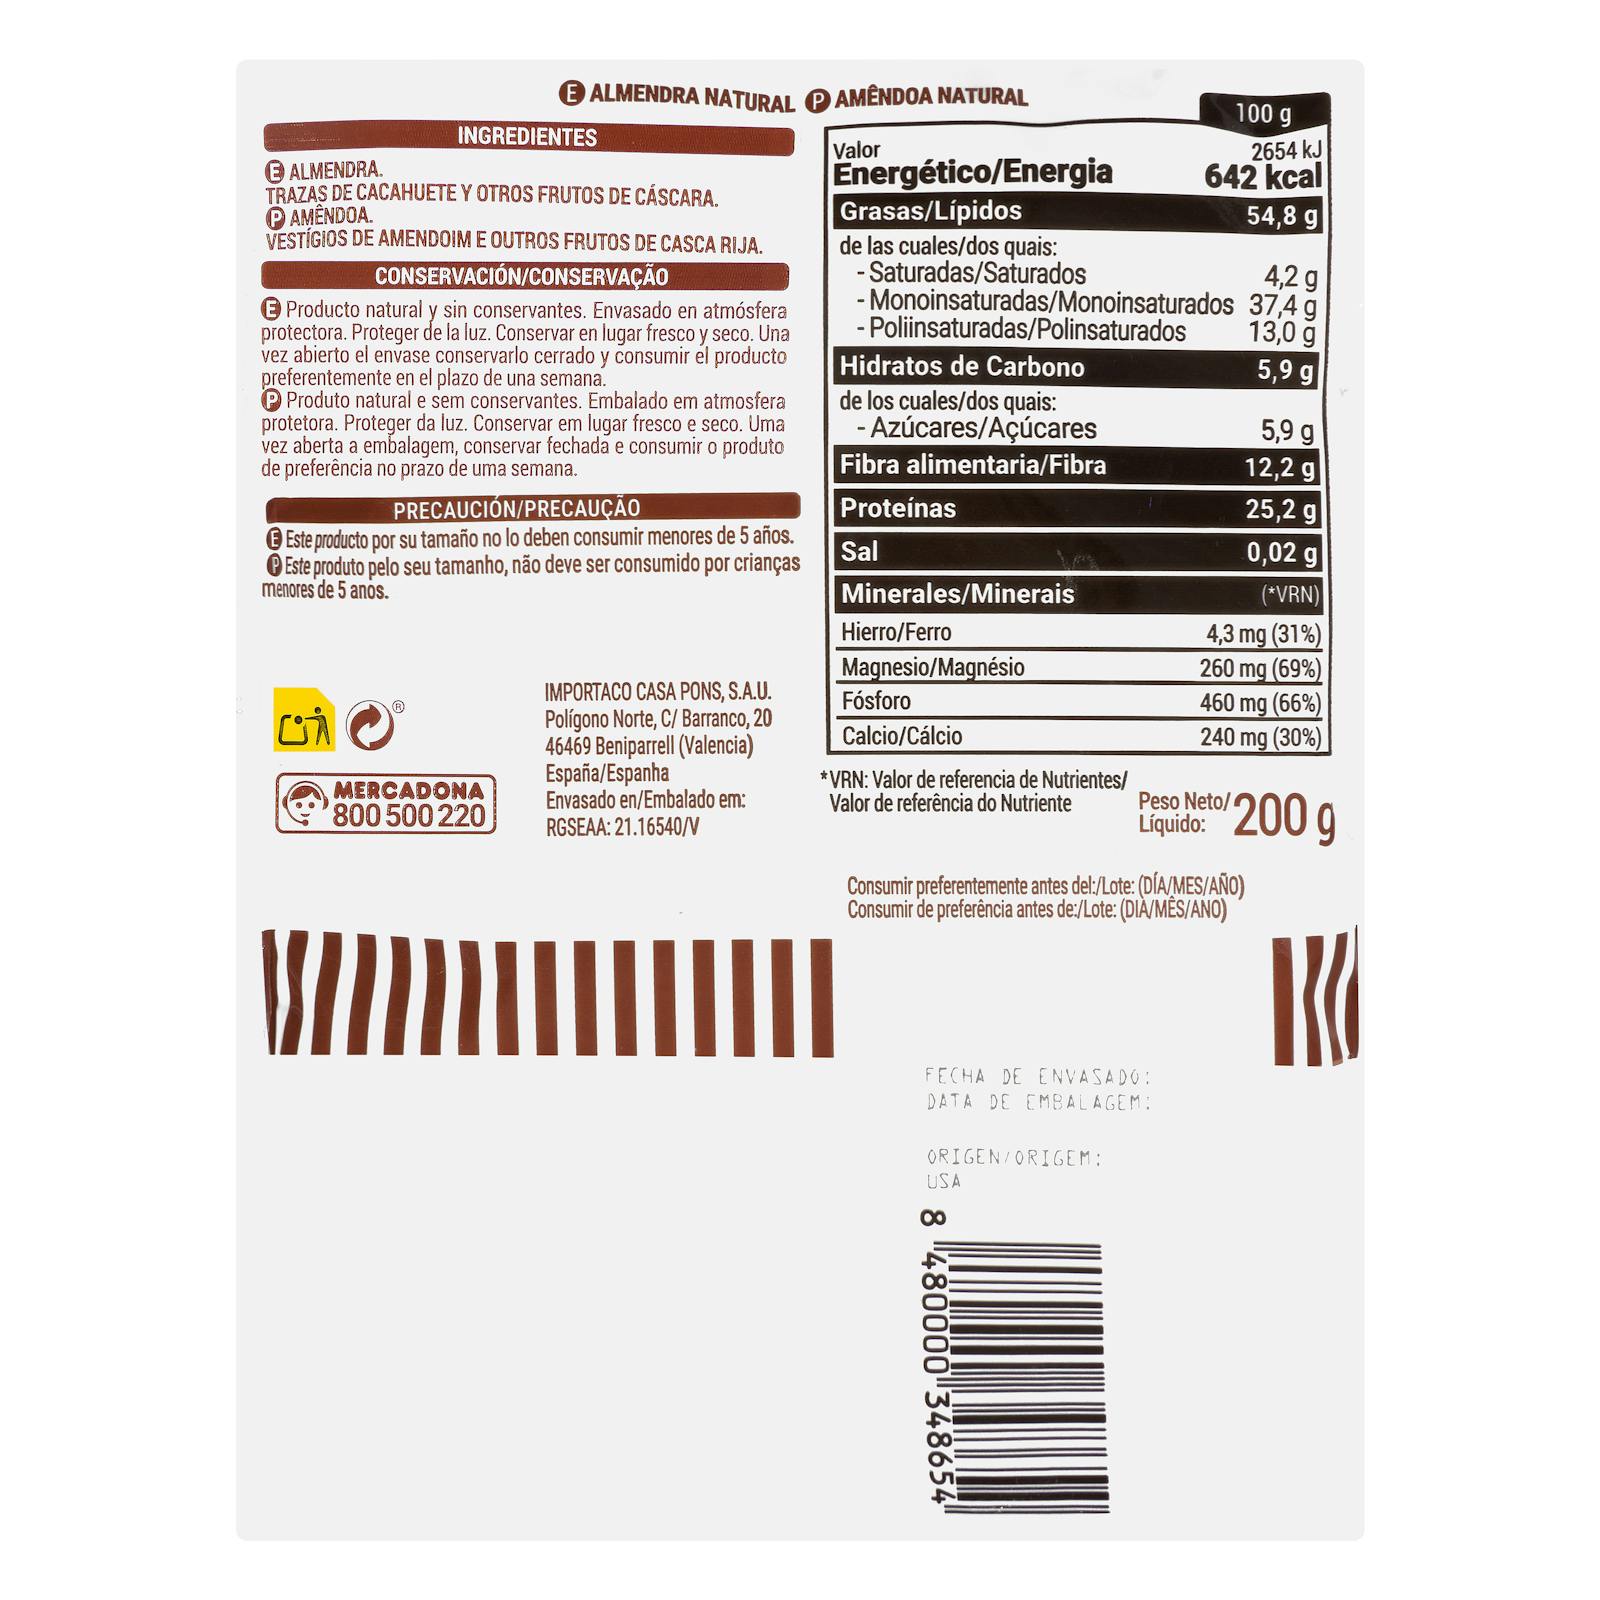 E ALMENDRA NATURAL P AMÊNDOA NATURAL
INGREDIENTES
E ALMENDRA.
TRAZAS DE CACAHUETE Y OTROS FRUTOS DE CÁSCARA.
P AMÊNDOA.
VESTÍGIOS DE AMENDOIM E OUTROS FRUTOS DE CASCA RIJA.
CONSERVACIÓN/CONSERVAÇÃO
E Producto natural y sin conservantes. Envasado en atmósfera
protectora. Proteger de la luz. Conservar en lugar fresco y seco. Una
vez abierto el envase conservarlo cerrado y consumir el producto
preferentemente en el plazo de una semana.
P Produto natural e sem conservantes. Embalado em atmosfera
protetora. Proteger da luz. Conservar em lugar fresco e seco. Uma
vez aberta a embalagem, conservar fechada e consumir o produto
de preferência no prazo de uma semana.
PRECAUCIÓN/PRECAUÇÃO
E Este producto por su tamaño no lo deben consumir menores de 5 años.
P Este produto pelo seu tamanho, não deve ser consumido por crianças
menores de 5 anos.
®
MERCADONA
800 500 220
IMPORTACO CASA PONS, S.A.U.
Polígono Norte, C/ Barranco, 20
46469 Beniparrell (Valencia)
España/Espanha
Envasado en/Embalado em:
RGSEAA: 21.16540/V
100 g
Valor 2654 kJ
Energético/Energia 642 kcal
Grasas/Lípidos 54,8 g
de las cuales/dos quais:
- Saturadas/Saturados 4,2 g
- Monoinsaturadas/Monoinsaturados 37,4 g
- Poliinsaturadas/Polinsaturados 13,0 g
Hidratos de Carbono 5,9 g
de los cuales/dos quais:
- Azúcares/Açúcares 5,9 g
Fibra alimentaria/Fibra 12,2 g
Proteínas 25,2 g
Sal 0,02 g
Minerales/Minerais (*VRN)
Hierro/Ferro 4,3 mg (31%)
Magnesio/Magnésio 260 mg (69%)
Fósforo 460 mg (66%)
Calcio/Cálcio 240 mg (30%)
*VRN: Valor de referencia de Nutrientes/
Valor de referência do Nutriente
Peso Neto/
Líquido: 200 g
Consumir preferentemente antes del:/Lote: (DÍA/MES/AÑO)
Consumir de preferência antes de:/Lote: (DIA/MÊS/ANO)
FECHA DE ENVASADO:
DATA DE EMBALAGEM:
ORIGEN/ORIGEM:
USA
8 480000 348654